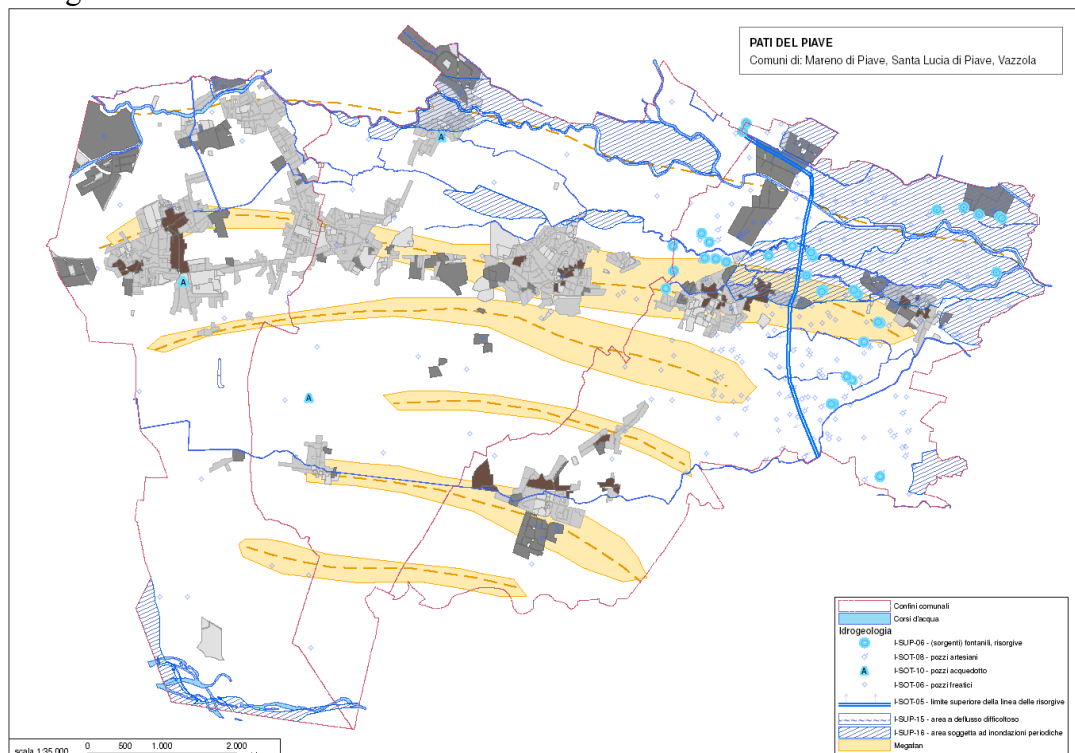 PATI DEL PIAVE
Comuni di: Mareno di Piave, Santa Lucia di Piave, Vazzola
A
A
A
Confini comunali
Corsi d'acqua
Idrogeologia
I-SUP-06 - (sorgenti) fontanili, risorgive
I-SOT-08 - pozzi artesiani
A I-SOT-10 - pozzi acquedotto
I-SOT-06 - pozzi freatici
I-SOT-05 - limite superiore della linea delle risorgive
I-SUP-15 - area a deflusso difficoltoso
I-SUP-16 - area soggetta ad inondazioni periodiche
Megafan
scala 1:35.000 0 500 1.000 2.000